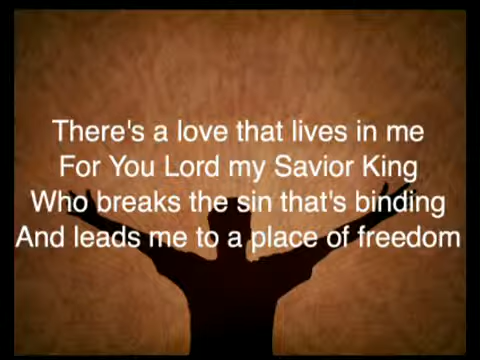 There's a love that lives in me
For You Lord my Savior King
Who breaks the sin that's binding
And leads me to a place of freedom